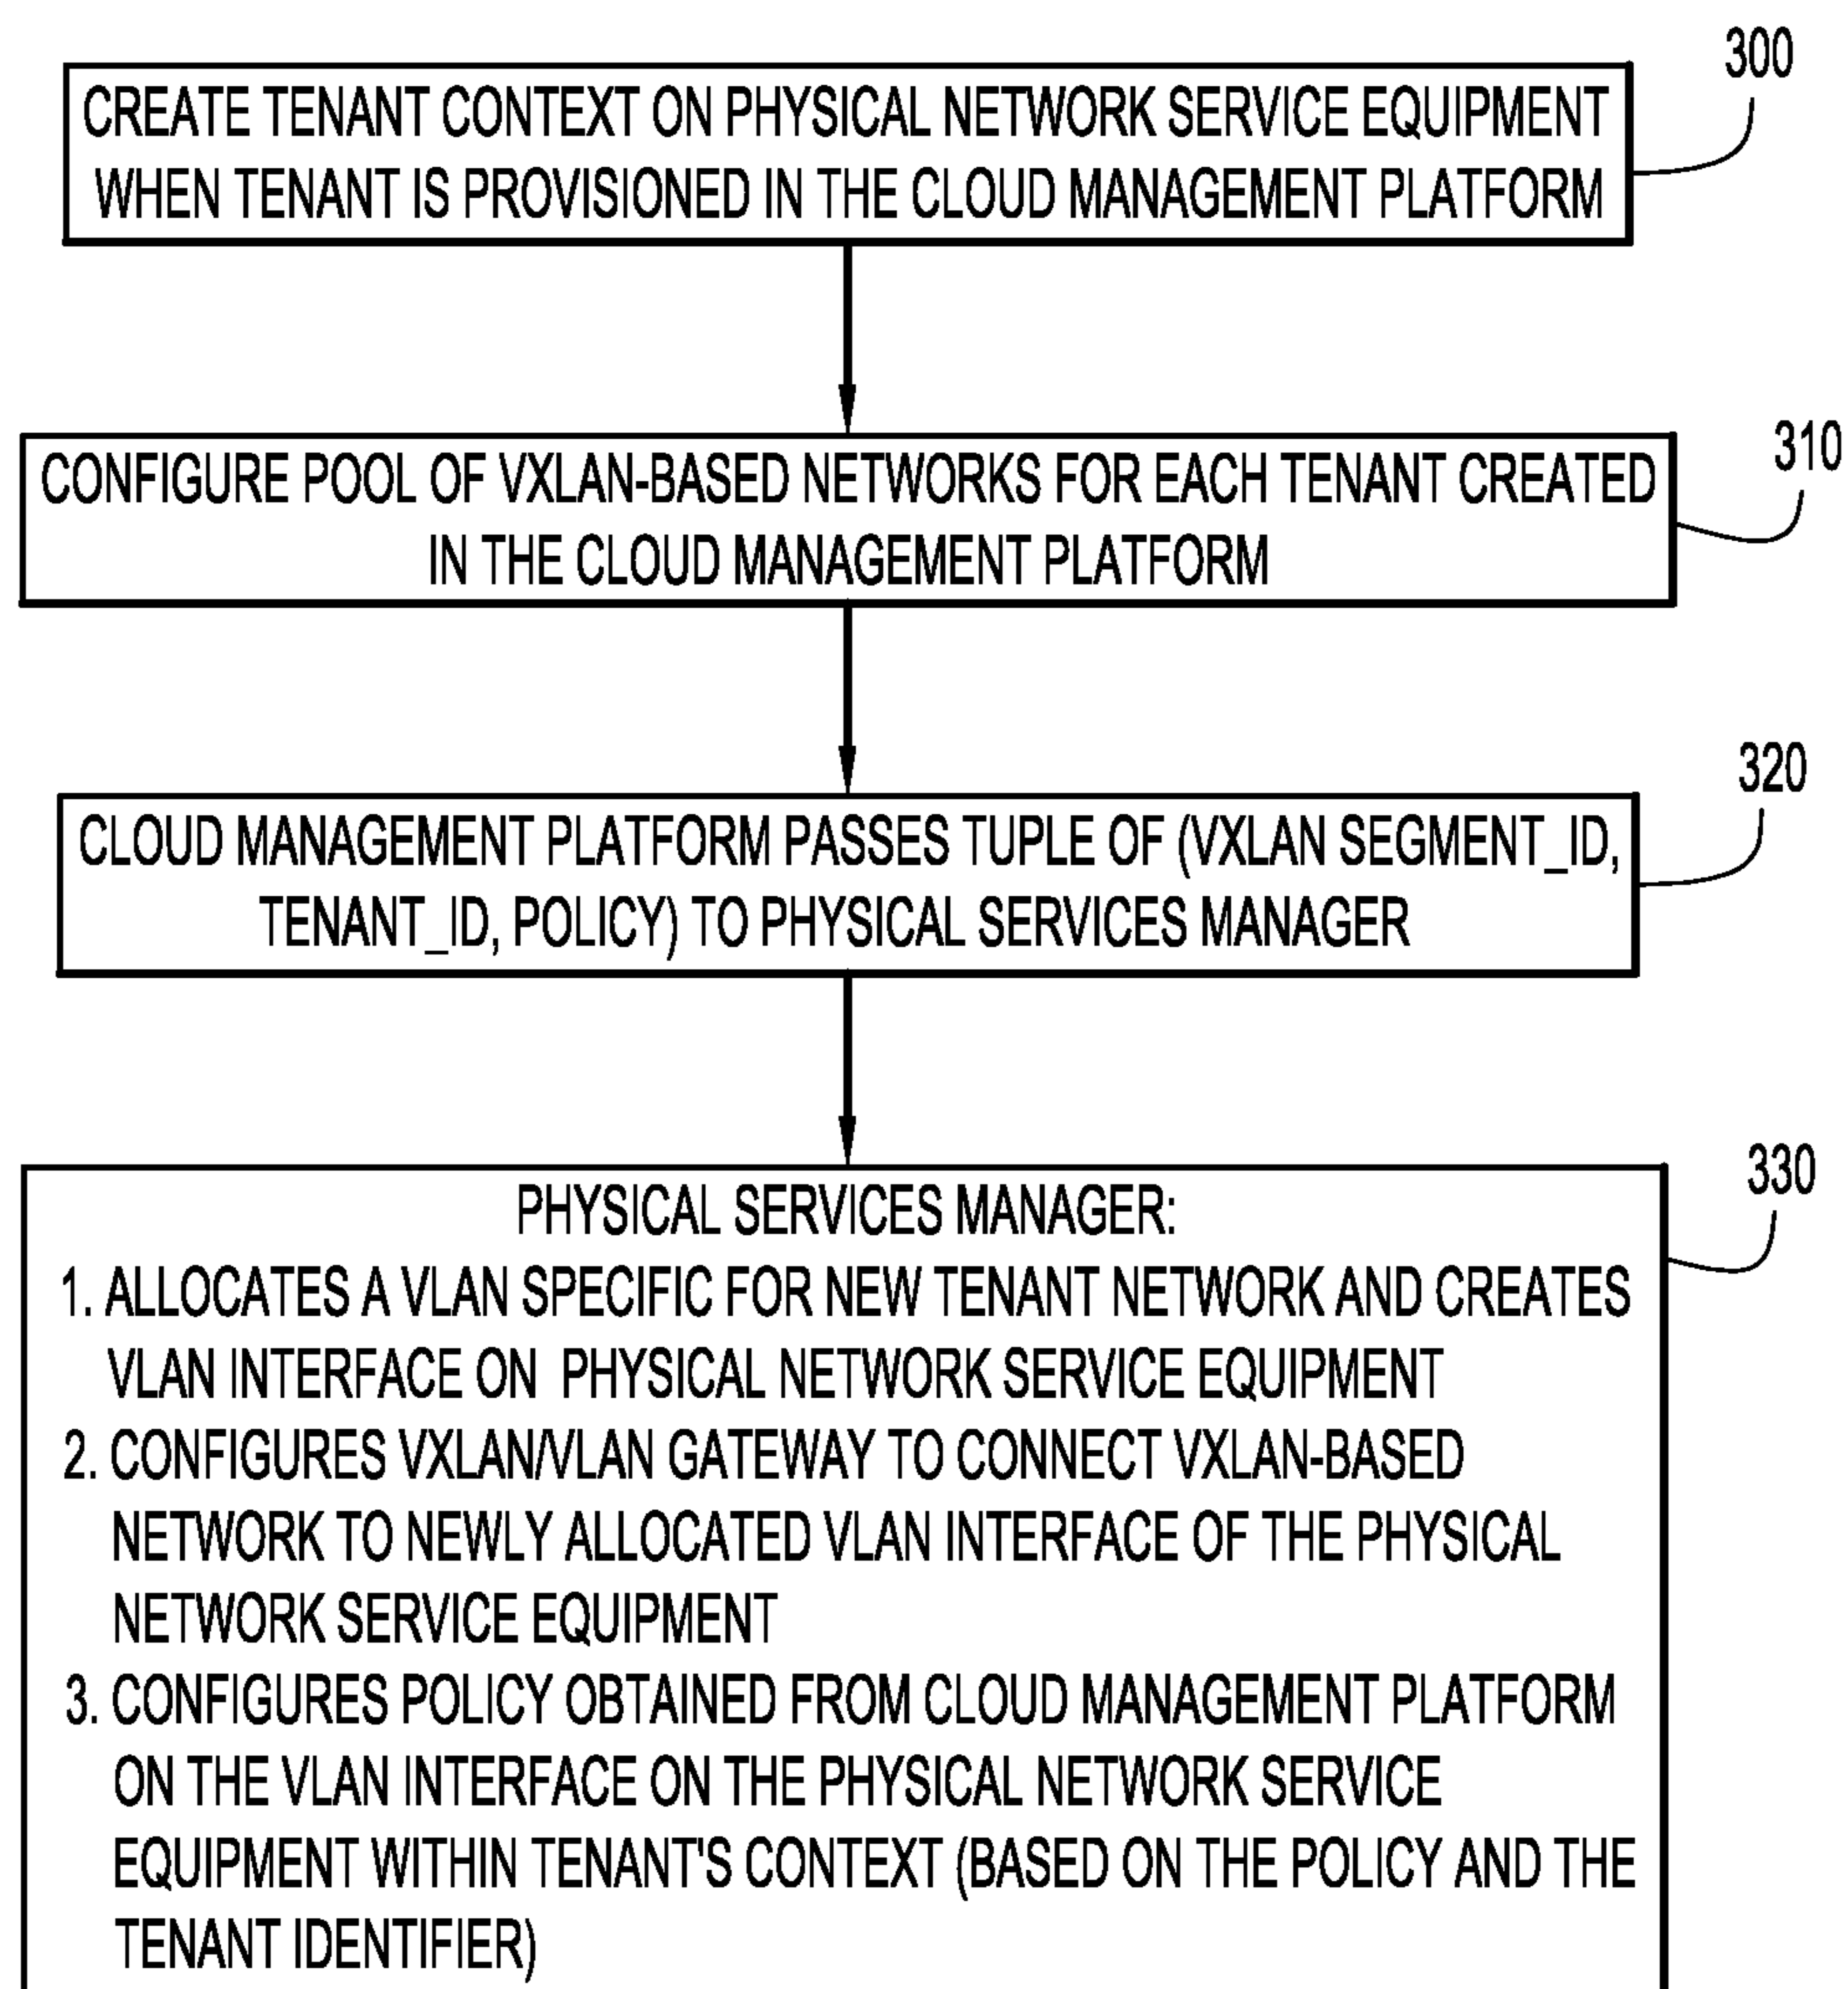 300
CREATE TENANT CONTEXT ON PHYSICAL NETWORK SERVICE EQUIPMENT
WHEN TENANT IS PROVISIONED IN THE CLOUD MANAGEMENT PLATFORM
310
CONFIGURE POOL OF VXLAN-BASED NETWORKS FOR EACH TENANT CREATED
IN THE CLOUD MANAGEMENT PLATFORM
320
CLOUD MANAGEMENT PLATFORM PASSES TUPLE OF (VXLAN SEGMENT_ID,
TENANT_ID, POLICY) TO PHYSICAL SERVICES MANAGER
330
PHYSICAL SERVICES MANAGER:
1. ALLOCATES A VLAN SPECIFIC FOR NEW TENANT NETWORK AND CREATES
VLAN INTERFACE ON PHYSICAL NETWORK SERVICE EQUIPMENT
2. CONFIGURES VXLAN/VLAN GATEWAY TO CONNECT VXLAN-BASED
NETWORK TO NEWLY ALLOCATED VLAN INTERFACE OF THE PHYSICAL
NETWORK SERVICE EQUIPMENT
3. CONFIGURES POLICY OBTAINED FROM CLOUD MANAGEMENT PLATFORM
ON THE VLAN INTERFACE ON THE PHYSICAL NETWORK SERVICE
EQUIPMENT WITHIN TENANT'S CONTEXT (BASED ON THE POLICY AND THE
TENANT IDENTIFIER)